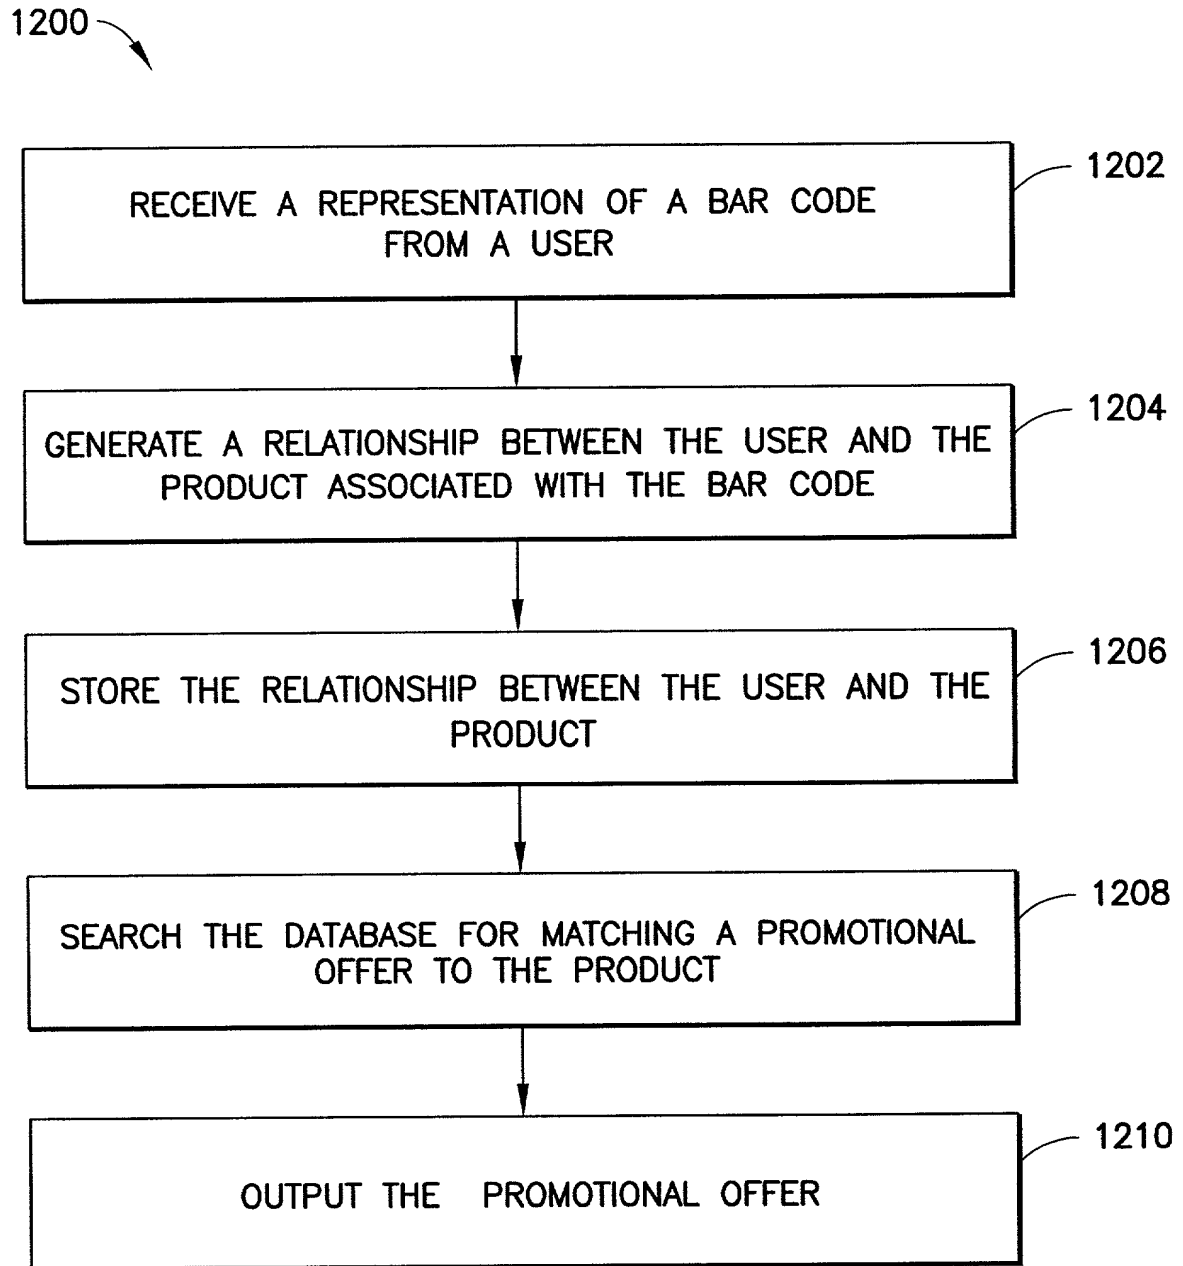 1200
RECEIVE A REPRESENTATION OF A BAR CODE
FROM A USER
1202
GENERATE A RELATIONSHIP BETWEEN THE USER AND THE
PRODUCT ASSOCIATED WITH THE BAR CODE
1204
STORE THE RELATIONSHIP BETWEEN THE USER AND THE
PRODUCT
1206
SEARCH THE DATABASE FOR MATCHING A PROMOTIONAL
OFFER TO THE PRODUCT
1208
OUTPUT THE PROMOTIONAL OFFER
1210